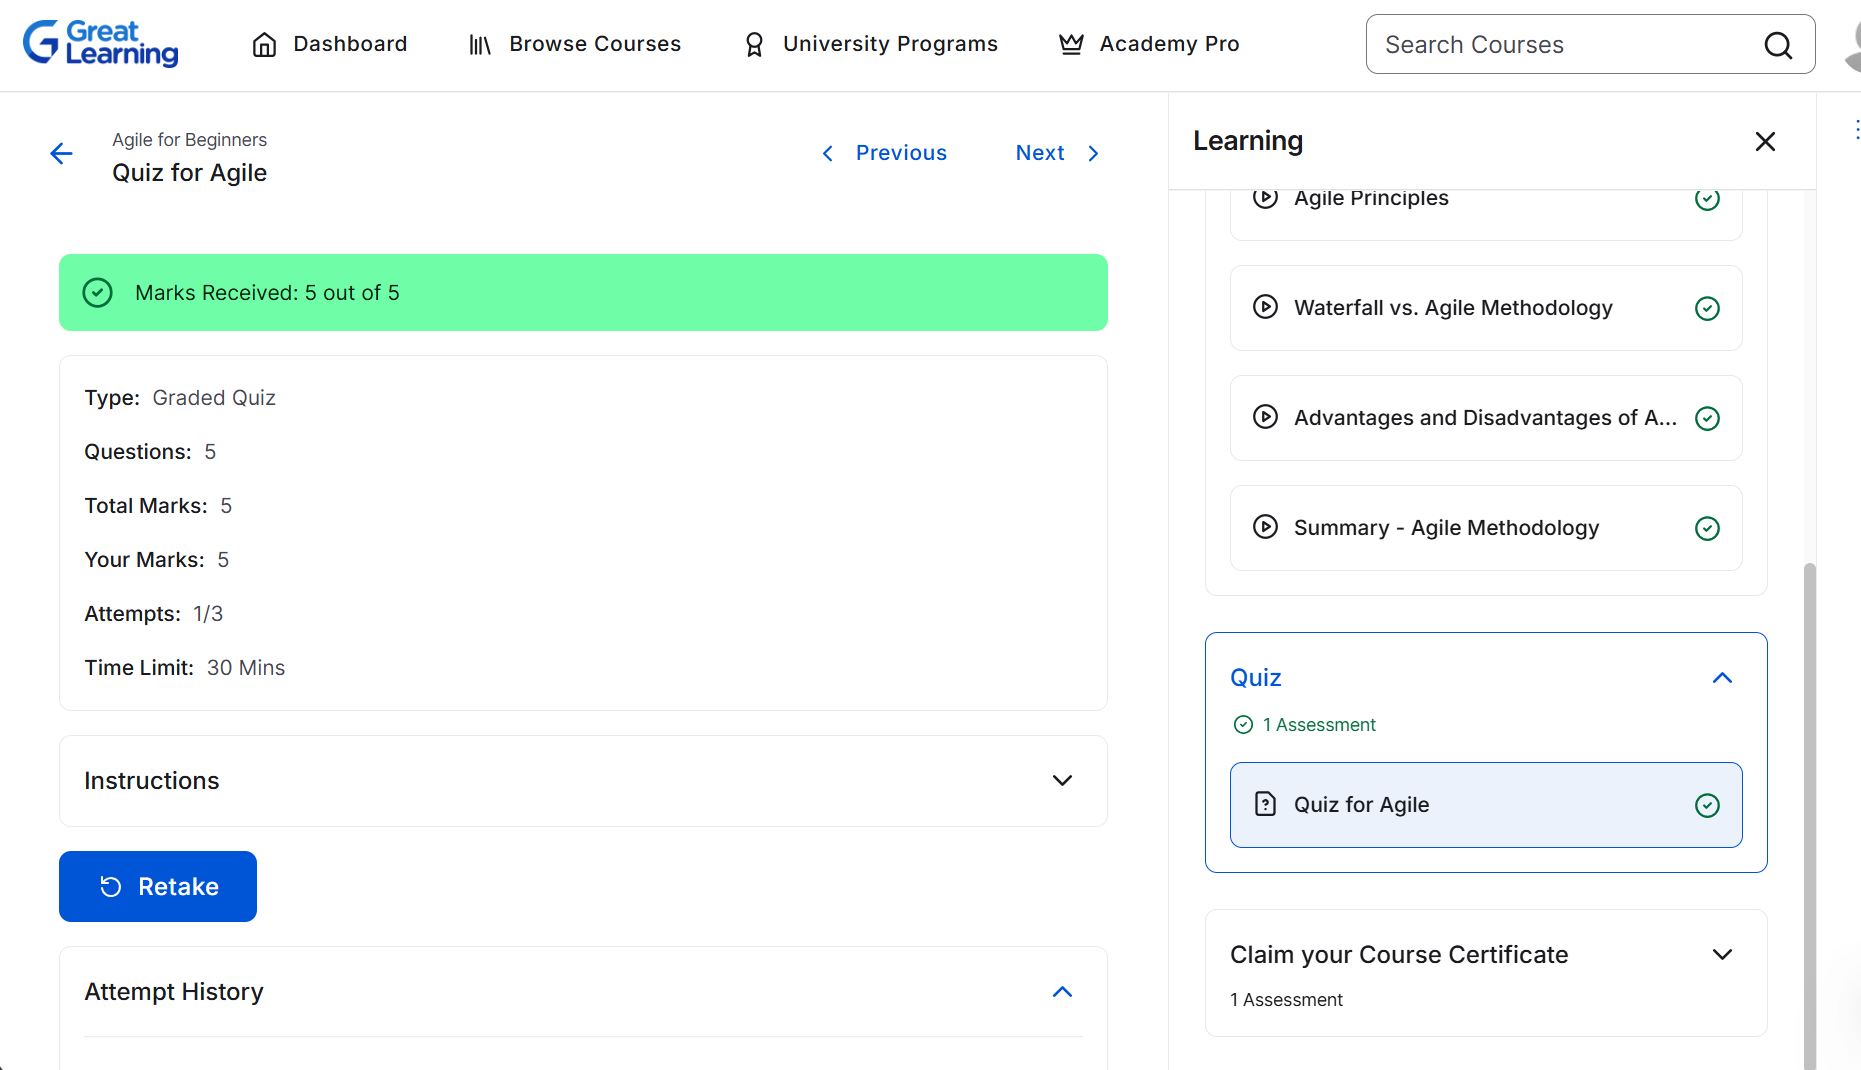 Great
Learning
Dashboard
Browse Courses
University Programs
Academy Pro
Search Courses
Agile for Beginners
Quiz for Agile
Previous
Next
Marks Received: 5 out of 5
Type: Graded Quiz
Questions: 5
Total Marks: 5
Your Marks: 5
Attempts: 1/3
Time Limit: 30 Mins
Instructions
Retake
Attempt History
Learning
Agile Principles
Waterfall vs. Agile Methodology
Advantages and Disadvantages of A...
Summary - Agile Methodology
Quiz
1 Assessment
Quiz for Agile
Claim your Course Certificate
1 Assessment